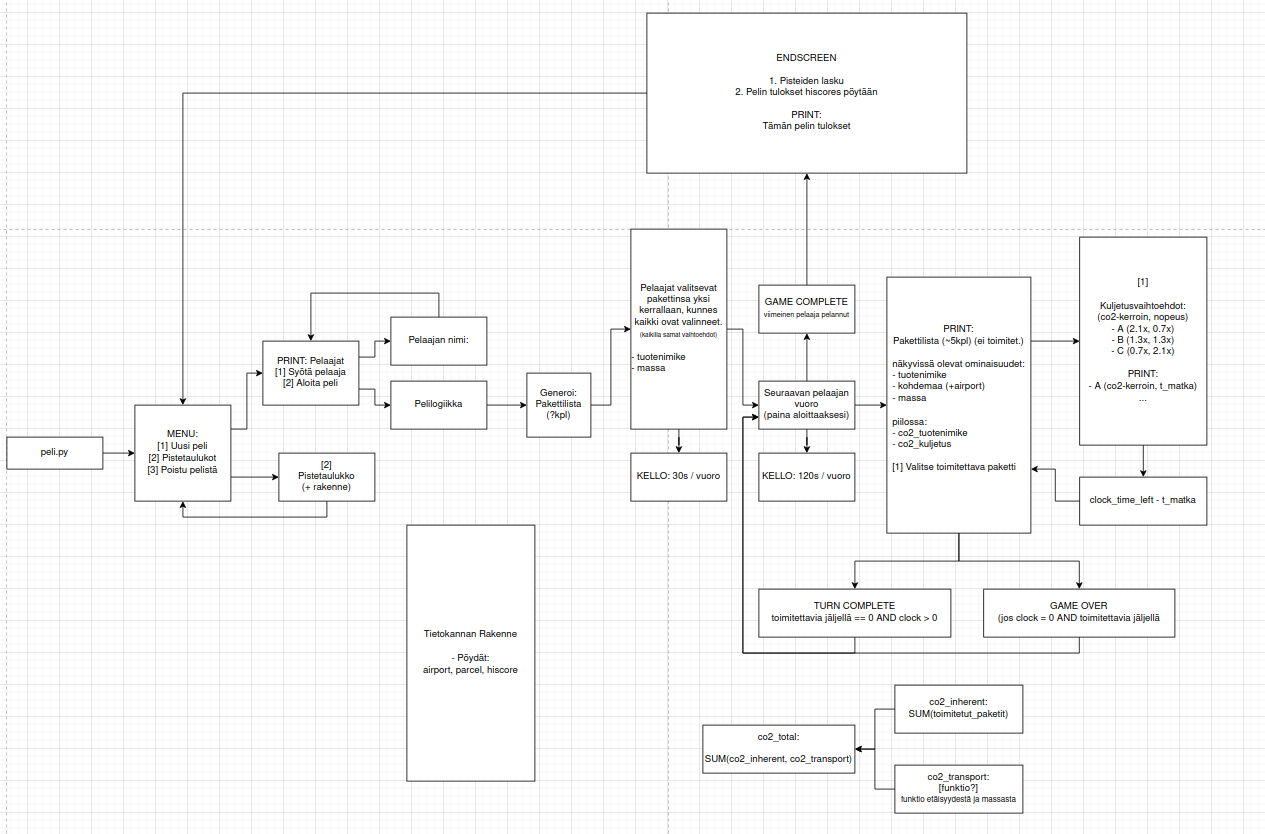 ENDSCREEN
1. Pisteiden lasku
2. Pelin tulokset hiscores pöytään
PRINT:
Tämän pelin tulokset
peli.py
MENU:
[1] Uusi peli
[2] Pistetaulukot
[3] Poistu pelistä
[2]
Pistetaulukko
(+ rakenne)
PRINT: Pelaajat
[1] Syötä pelaaja
[2] Aloita peli
Pelaajan nimi:
Pelilogiikka
Generoi:
Pakettilista
(?kpl)
Pelaajat valitsevat
pakettinsa yksi
kerrallaan, kunnes
kaikki ovat valinneet.
(kaikilla samat vaihtoehdot)
- tuotenimike
- massa
KELLO: 30s / vuoro
GAME COMPLETE
viimeinen pelaaja pelannut
Seuraavan pelaajan
vuoro
(paina aloittaaksesi)
KELLO: 120s / vuoro
PRINT:
Pakettilista (~5kpl) (ei toimitet.)
näkyvissä olevat ominaisuudet:
- tuotenimike
- kohdemaa (+airport)
- massa
piilossa:
- co2_tuotenimike
- co2_kuljetus
[1] Valitse toimitettava paketti
[1]
Kuljetusvaihtoehdot:
(co2-kerroin, nopeus)
- A (2.1x, 0.7x)
- B (1.3x, 1.3x)
- C (0.7x, 2.1x)
PRINT:
- A (co2-kerroin, t_matka)
...
clock_time_left - t_matka
TURN COMPLETE
toimitettavia jäljellä == 0 AND clock > 0
GAME OVER
(jos clock = 0 AND toimitettavia jäljellä
Tietokannan Rakenne
- Pöydät:
airport, parcel, hiscore
co2_total:
SUM(co2_inherent, co2_transport)
co2_inherent:
SUM(toimitetut_paketit)
co2_transport:
[funktio?]
funktio etäisyydestä ja massasta